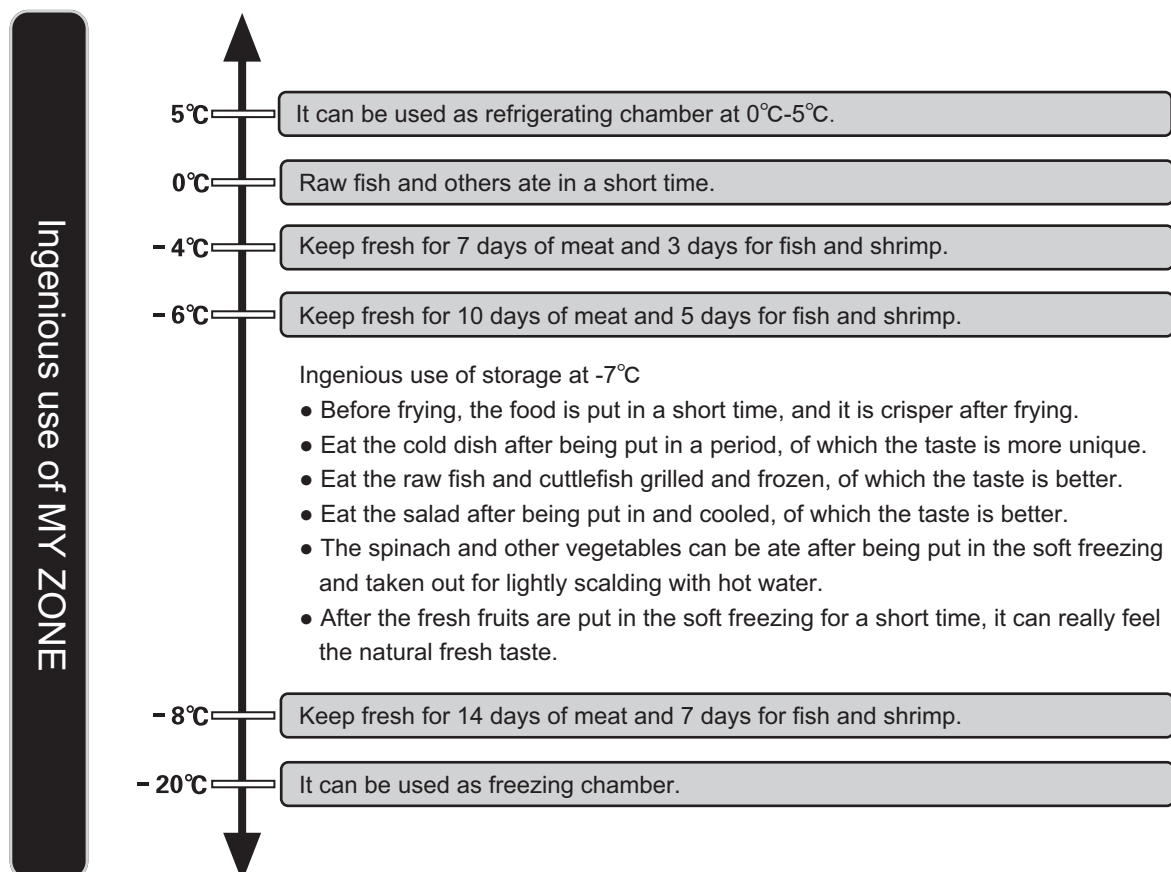 Ingenious use of MY ZONE
5℃ It can be used as refrigerating chamber at 0℃-5℃.
0℃ Raw fish and others ate in a short time.
- 4℃ Keep fresh for 7 days of meat and 3 days for fish and shrimp.
- 6℃ Keep fresh for 10 days of meat and 5 days for fish and shrimp.
Ingenious use of storage at -7℃
● Before frying, the food is put in a short time, and it is crisper after frying.
● Eat the cold dish after being put in a period, of which the taste is more unique.
● Eat the raw fish and cuttlefish grilled and frozen, of which the taste is better.
● Eat the salad after being put in and cooled, of which the taste is better.
● The spinach and other vegetables can be ate after being put in the soft freezing
and taken out for lightly scalding with hot water.
● After the fresh fruits are put in the soft freezing for a short time, it can really feel
the natural fresh taste.
- 8℃ Keep fresh for 14 days of meat and 7 days for fish and shrimp.
- 20℃ It can be used as freezing chamber.